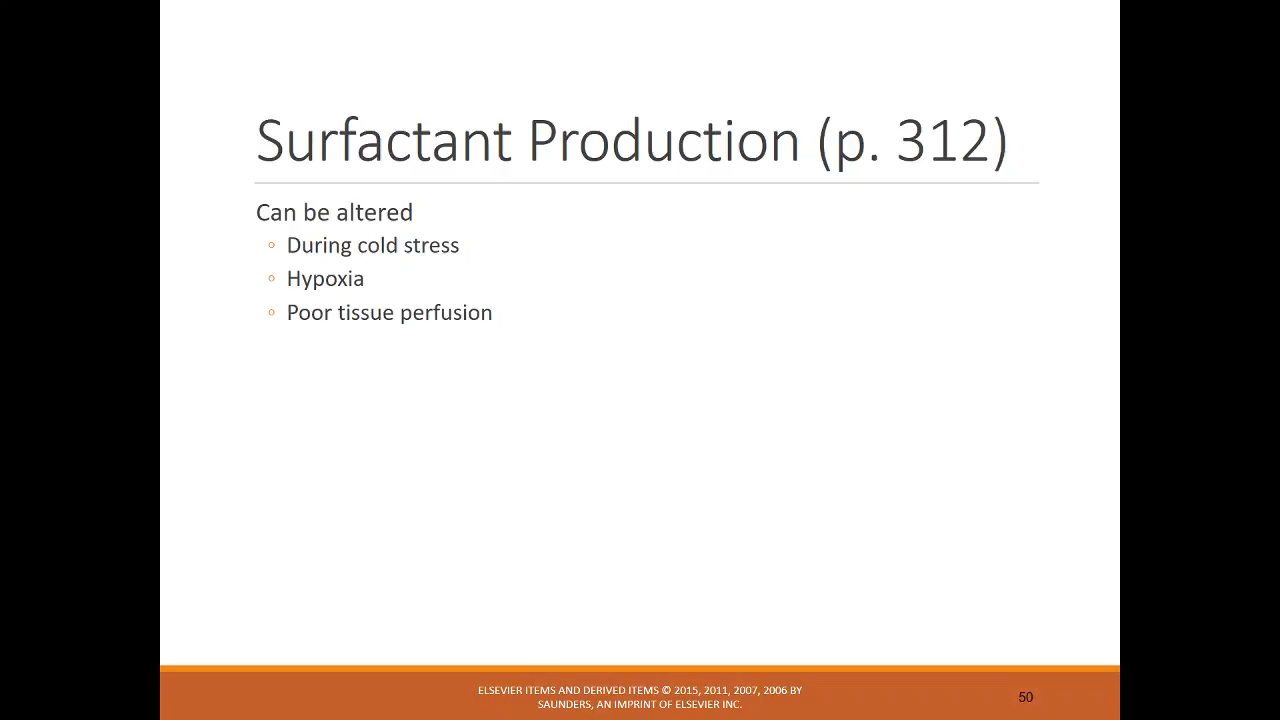 Surfactant Production (p. 312)
Can be altered
◦ During cold stress
◦ Hypoxia
◦ Poor tissue perfusion
ELSEVIER ITEMS AND DERIVED ITEMS © 2015, 2011, 2007, 2006 BY
SAUNDERS, AN IMPRINT OF ELSEVIER INC.
50